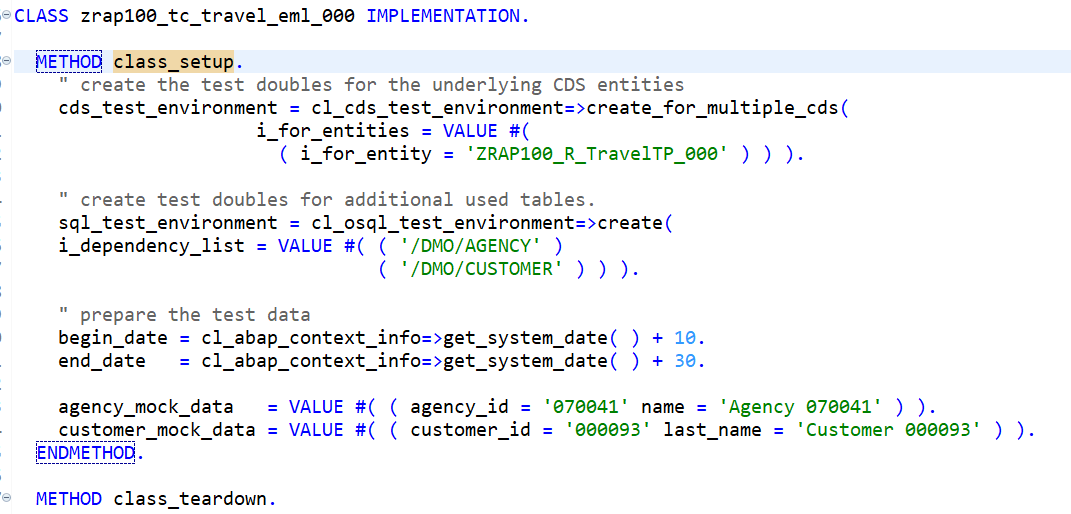 CLASS zrap100_tc_travel_eml_000 IMPLEMENTATION.
METHOD class_setup.
" create the test doubles for the underlying CDS entities
cds_test_environment = cl_cds_test_environment=>create_for_multiple_cds(
i_for_entities = VALUE #(
( i_for_entity = 'ZRAP100_R_TravelTP_000' ) ) ).
" create test doubles for additional used tables.
sql_test_environment = cl_osql_test_environment=>create(
i_dependency_list = VALUE #( ( '/DMO/AGENCY' )
( '/DMO/CUSTOMER' ) ) ).
" prepare the test data
begin_date = cl_abap_context_info=>get_system_date( ) + 10.
end_date   = cl_abap_context_info=>get_system_date( ) + 30.
agency_mock_data   = VALUE #( ( agency_id = '070041' name = 'Agency 070041' ) ).
customer_mock_data = VALUE #( ( customer_id = '000093' last_name = 'Customer 000093' ) ).
ENDMETHOD.
METHOD class_teardown.